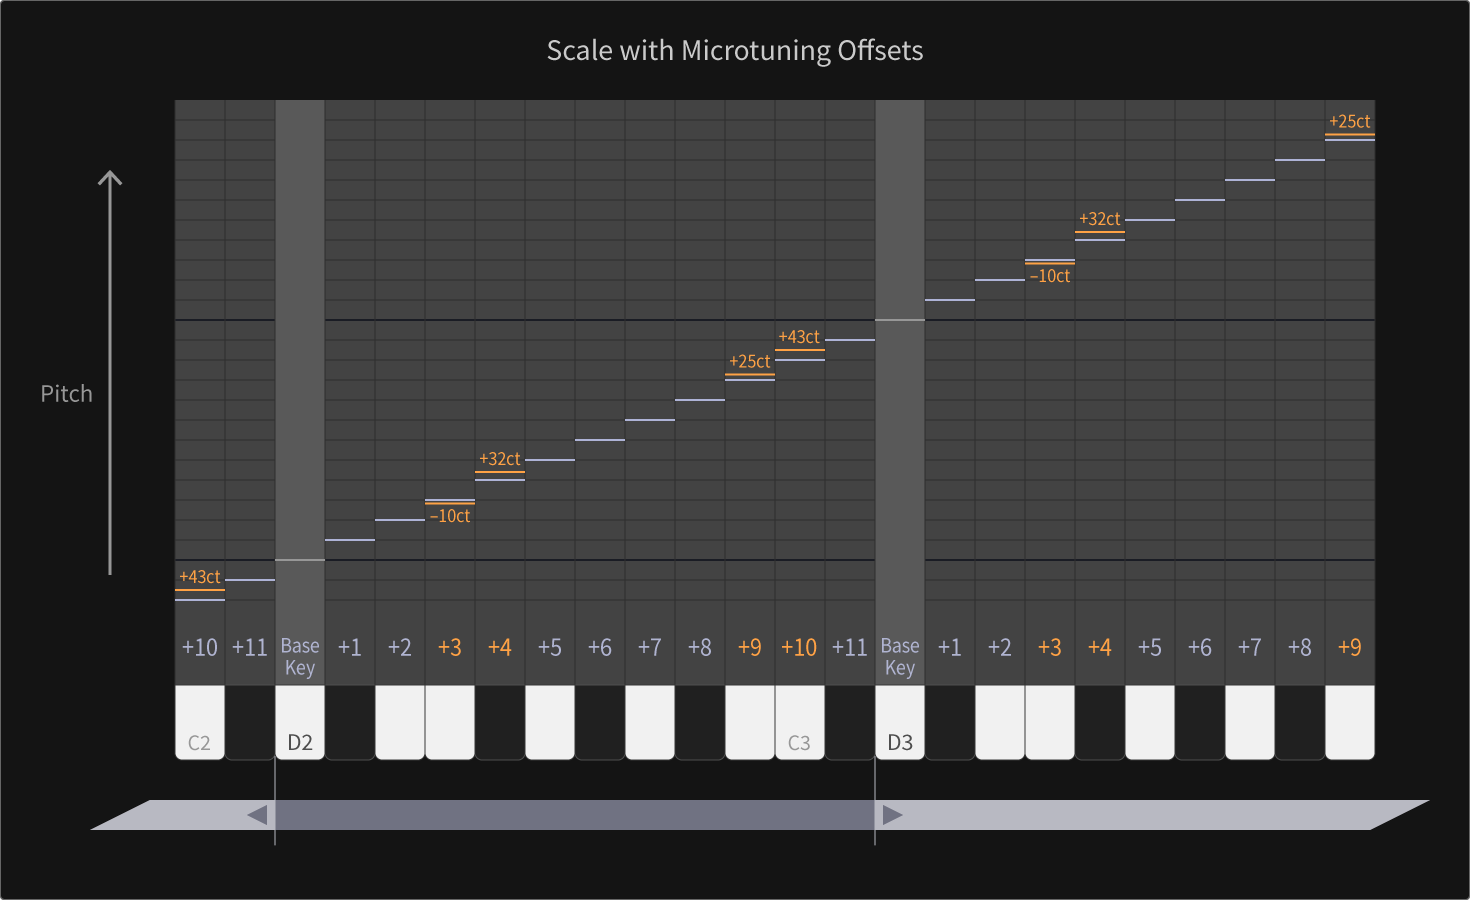 Scale with Microtuning Offsets
+25ct
+32ct
–10ct
+43ct
+25ct
Pitch
+32ct
–10ct
+43ct
+10 +11 Base Key +1 +2 +3 +4 +5 +6 +7 +8 +9 +10 +11 Base Key +1 +2 +3 +4 +5 +6 +7 +8 +9
C2 D2 C3 D3